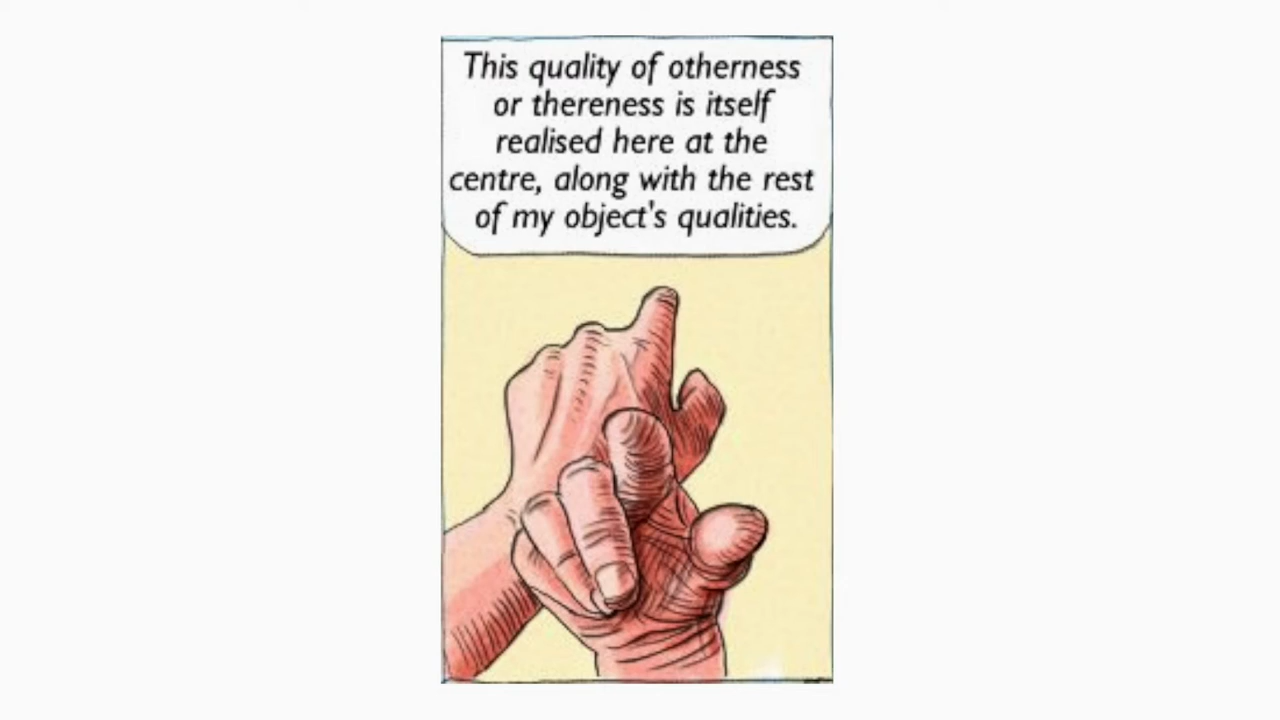 This quality of otherness
or thereness is itself
realised here at the
centre, along with the rest
of my object's qualities.